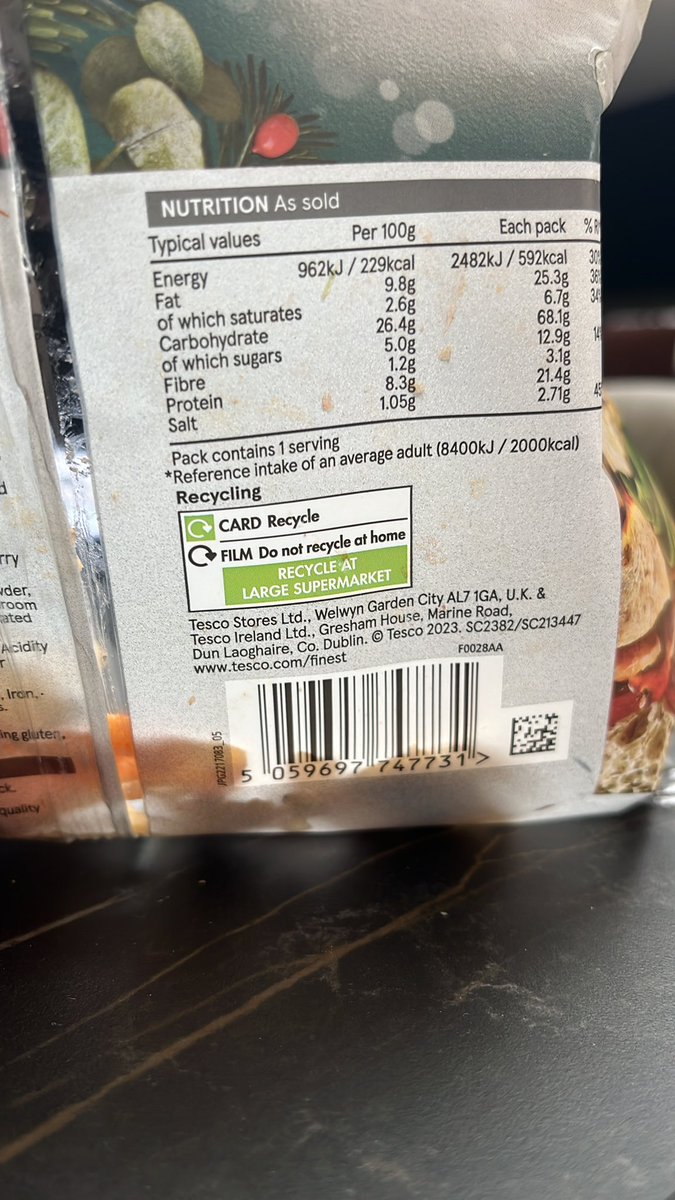 NUTRITION As sold
Typical values Per 100g Each pack %
Energy 962kJ / 229kcal 2482kJ / 592kcal
Fat 9.8g 25.3g
of which saturates 2.6g 6.7g
Carbohydrate 26.4g 68.1g
of which sugars 5.0g 12.9g
Fibre 1.2g 3.1g
Protein 8.3g 21.4g
Salt 1.05g 2.71g
Pack contains 1 serving
*Reference intake of an average adult (8400kJ / 2000kcal)
Recycling
CARD Recycle
FILM Do not recycle at home
RECYCLE AT
LARGE SUPERMARKET
Tesco Stores Ltd., Welwyn Garden City AL7 1GA, U.K. &
Tesco Ireland Ltd., Gresham House, Marine Road,
Dun Laoghaire, Co. Dublin. © Tesco 2023. SC2382/SC213447
www.tesco.com/finest F0028AA
JPG2217083_05
5 059697 747731 >
Acidity
Iron,
gluten.
quality